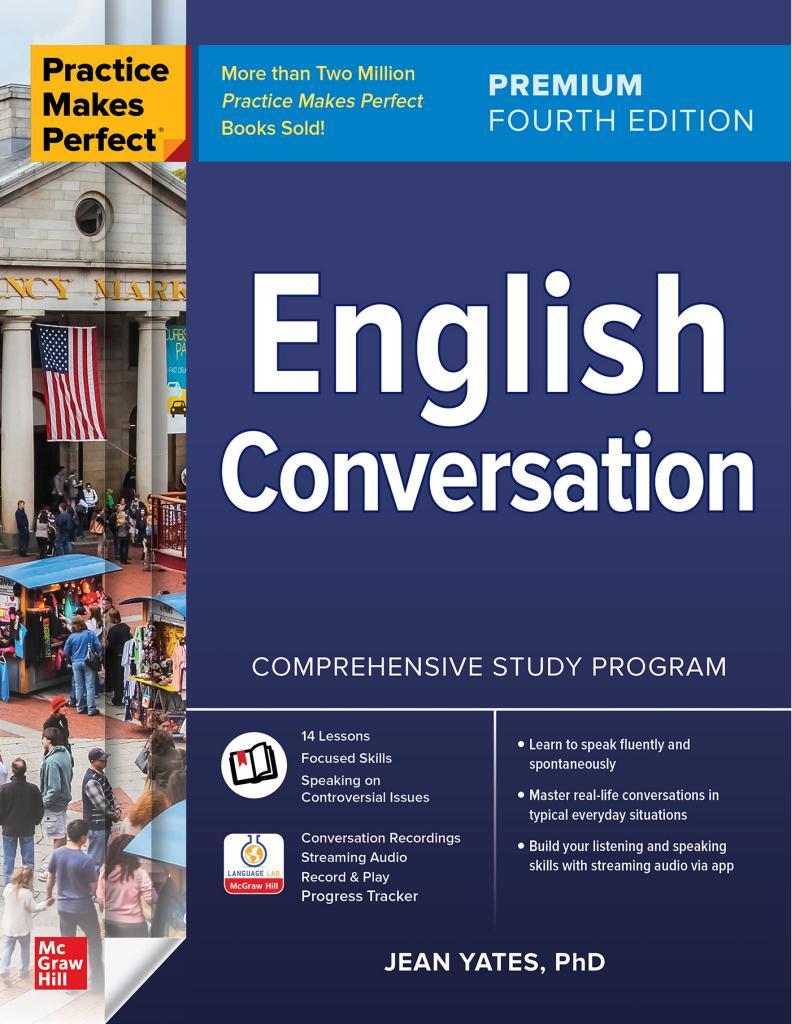 Practice
Makes
Perfect®
More than Two Million
Practice Makes Perfect
Books Sold!
PREMIUM
FOURTH EDITION
NCY MARK
English
Conversation
COMPREHENSIVE STUDY PROGRAM
14 Lessons
Focused Skills
Speaking on
Controversial Issues
LANGUAGE LAB
McGraw Hill
Conversation Recordings
Streaming Audio
Record & Play
Progress Tracker
• Learn to speak fluently and
spontaneously
• Master real-life conversations in
typical everyday situations
• Build your listening and speaking
skills with streaming audio via app
Mc
Graw
Hill
JEAN YATES, PhD